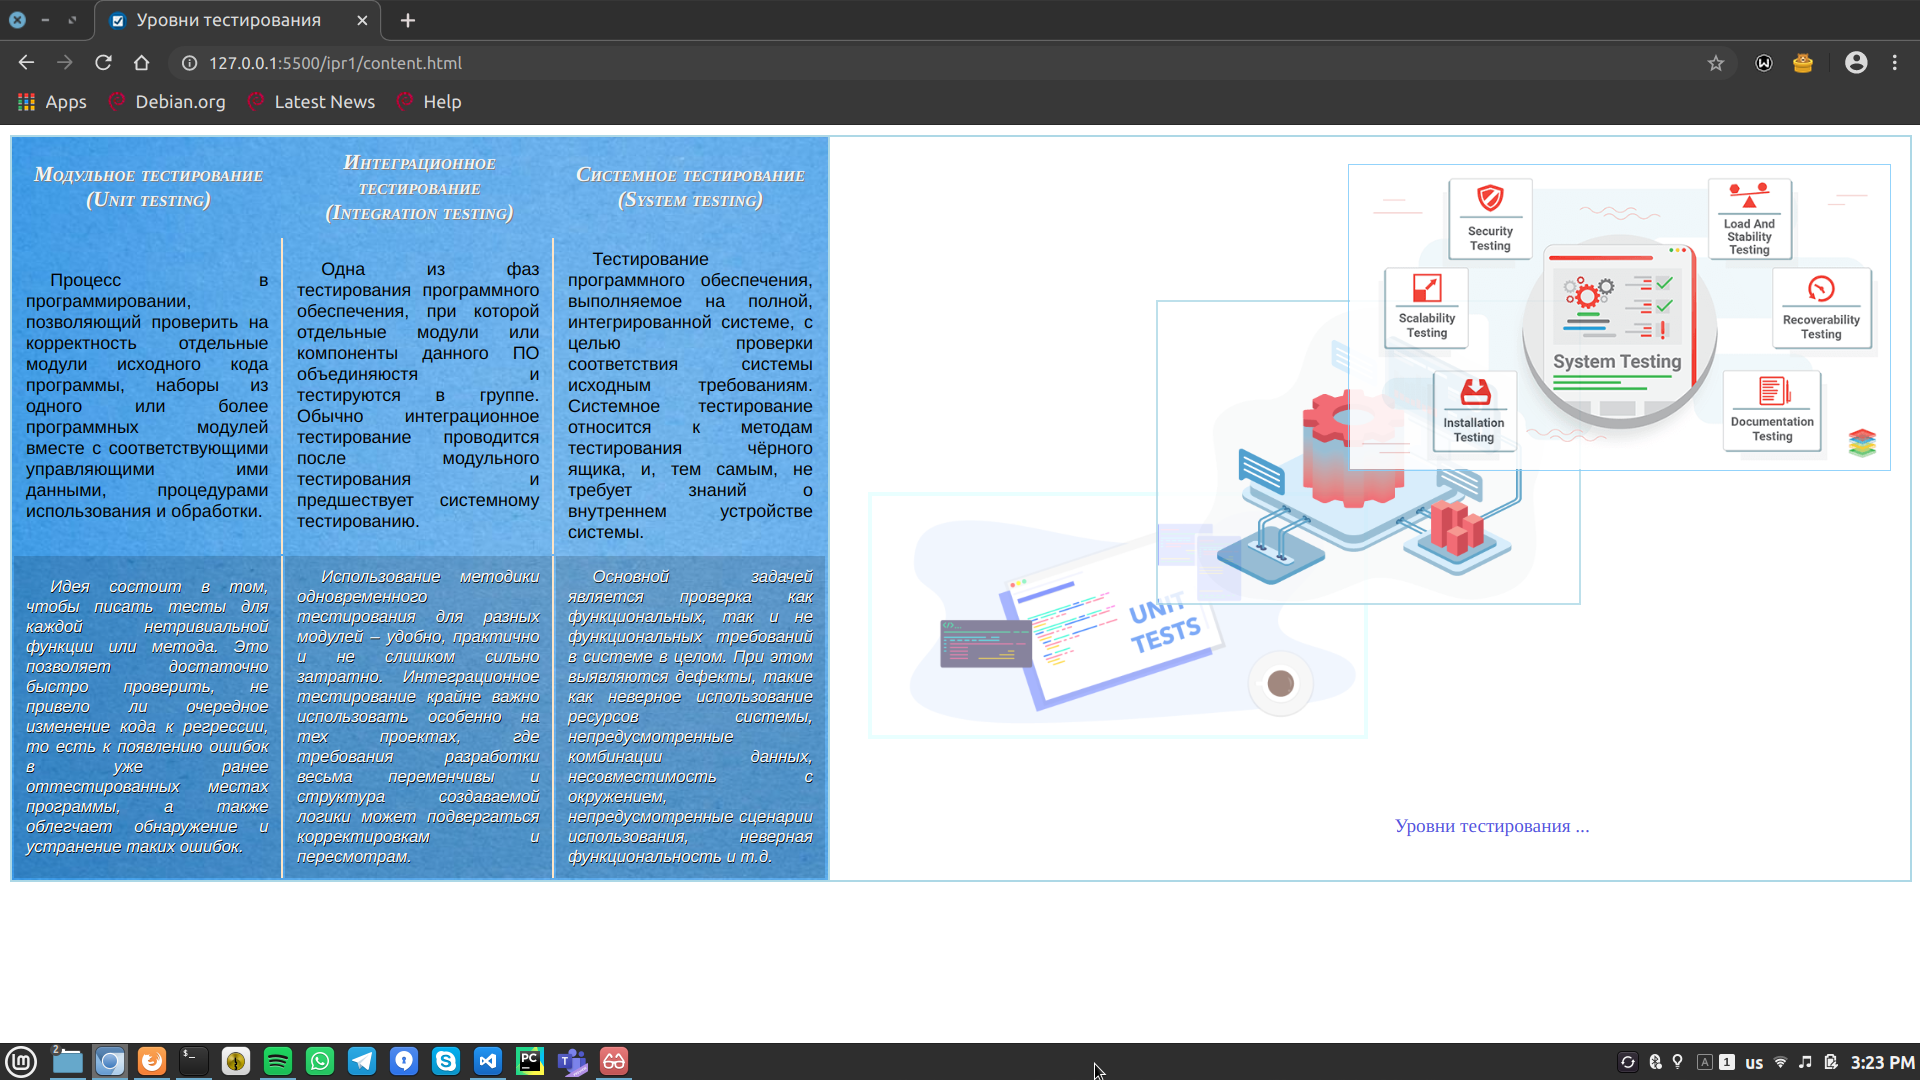 Уровни тестирования
127.0.0.1:5500/ipr1/content.html
Apps
Debian.org
Latest News
Help
Модульное тестирование
(Unit testing)
Интеграционное
тестирование
(Integration testing)
Системное тестирование
(System testing)
Процесс в
программировании,
позволяющий проверить на
корректность отдельные
модули исходного кода
программы, наборы из
одного или более
программных модулей
вместе с соответствующими
управляющими ими
данными, процедурами
использования и обработки.
Одна из фаз
тестирования программного
обеспечения, при которой
отдельные модули или
компоненты данного ПО
объединяюстя и
тестируются в группе.
Обычно интеграционное
тестирование проводится
после модульного
тестирования и
предшествует системному
тестированию.
Тестирование
программного обеспечения,
выполняемое на полной,
интегрированной системе, с
целью проверки
соответствия системы
исходным требованиям.
Системное тестирование
относится к методам
тестирования чёрного
ящика, и, тем самым, не
требует знаний о
внутреннем устройстве
системы.
Идея состоит в том,
чтобы писать тесты для
каждой нетривиальной
функции или метода. Это
позволяет достаточно
быстро проверить, не
привело ли очередное
изменение кода к регрессии,
то есть к появлению ошибок
в уже ранее
оттестированных местах
программы, а также
облегчает обнаружение и
устранение таких ошибок.
Использование методики
одновременного
тестирования для разных
модулей – удобно, практично
и не слишком сильно
затратно. Интеграционное
тестирование крайне важно
использовать особенно на
тех проектах, где
требования разработки
весьма переменчивы и
структура создаваемой
логики может подвергаться
корректировкам и
пересмотрам.
Основной задачей
является проверка как
функциональных, так и не
функциональных требований
в системе в целом. При этом
выявляются дефекты, такие
как неверное использование
ресурсов системы,
непредусмотренные
комбинации данных,
несовместимость с
окружением,
непредусмотренные сценарии
использования, неверная
функциональность и т.д.
Security
Testing
Load And
Stability
Testing
Scalability
Testing
Recoverability
Testing
System Testing
Installation
Testing
Documentation
Testing
UNIT
TESTS
Уровни тестирования ...
2
PC
T
A
1
us
3:23 PM